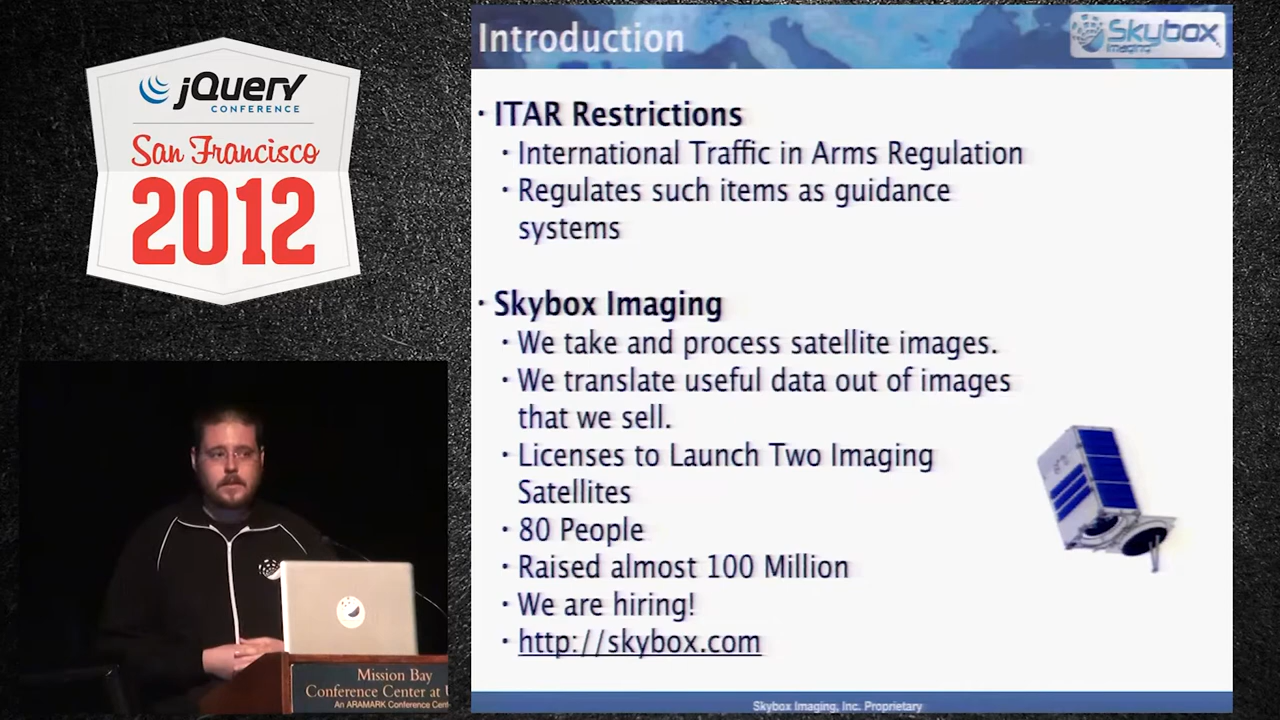 jQuery
CONFERENCE
San Francisco
2012
Mission Bay
Conference Center at
An ARAMARK Conference
Introduction
Skybox
Imaging
· ITAR Restrictions
· International Traffic in Arms Regulation
· Regulates such items as guidance
systems
· Skybox Imaging
· We take and process satellite images.
· We translate useful data out of images
that we sell.
· Licenses to Launch Two Imaging
Satellites
· 80 People
· Raised almost 100 Million
· We are hiring!
· http://skybox.com
Skybox Imaging, Inc. Proprietary